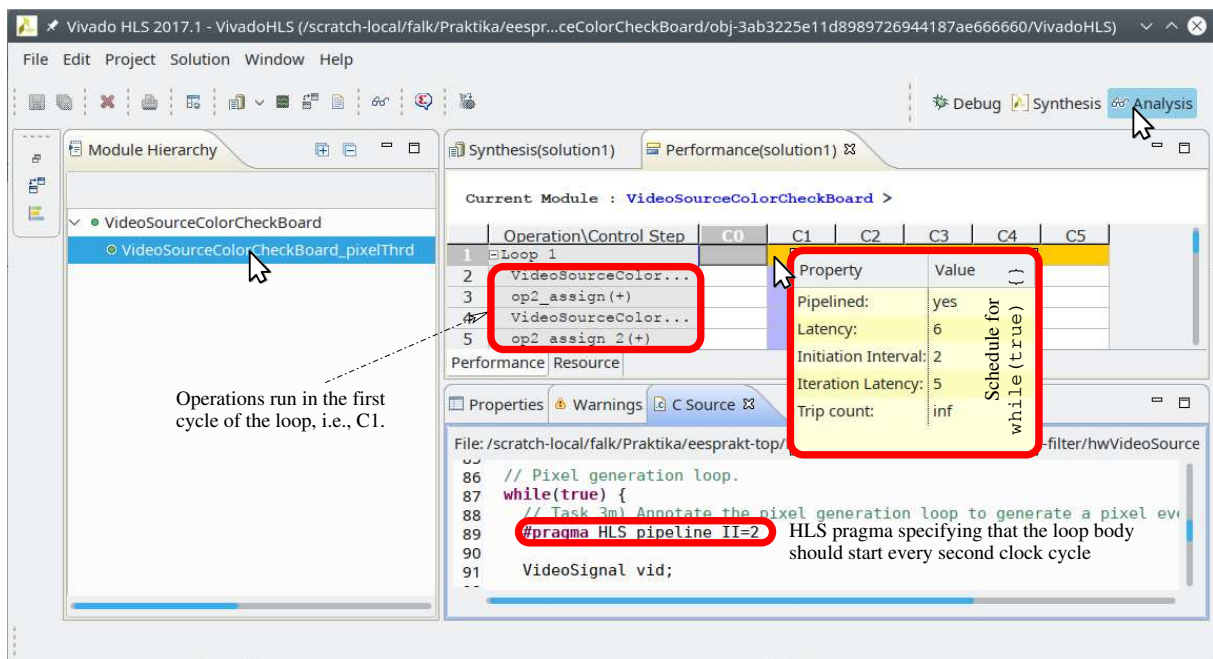 Vivado HLS 2017.1 - VivadoHLS (/scratch-local/falk/Praktika/eespr...ceColorCheckBoard/obj-3ab3225e11d8989726944187ae666660/VivadoHLS)
File Edit Project Solution Window Help
Debug Synthesis Analysis
Module Hierarchy
VideoSourceColorCheckBoard
VideoSourceColorCheckBoard_pixelThrd
Operations run in the first
cycle of the loop, i.e., C1.
Synthesis(solution1) Performance(solution1)
Current Module : VideoSourceColorCheckBoard >
Operation\Control Step C0 C1 C2 C3 C4 C5
1 Loop 1
2 VideoSourceColor...
3 op2_assign(+)
4 VideoSourceColor...
5 op2_assign_2(+)
Performance Resource
Property Value
Pipelined: yes
Latency: 6
Initiation Interval: 2
Iteration Latency: 5
Trip count: inf
Schedule for
while(true) {}
Properties Warnings C Source
File: /scratch-local/falk/Praktika/eesprakt-top/ -filter/hwVideoSource
86 // Pixel generation loop.
87 while(true) {
88 // Task 3m) Annotate the pixel generation loop to generate a pixel eve
89 #pragma HLS pipeline II=2
90
91 VideoSignal vid;
HLS pragma specifying that the loop body
should start every second clock cycle